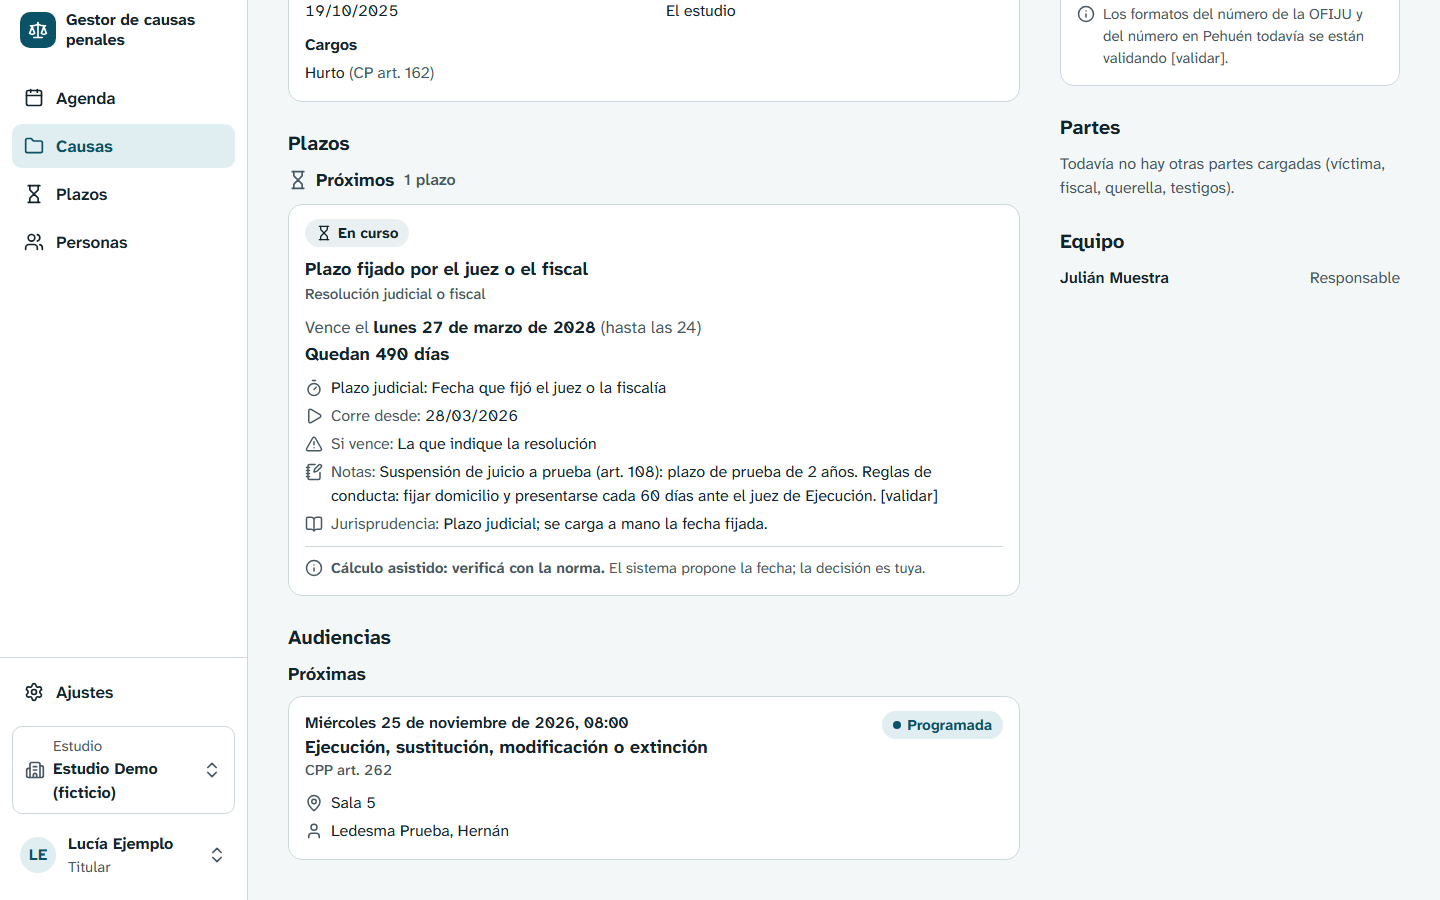 Gestor de causas
penales
Agenda
Causas
Plazos
Personas
Ajustes
Estudio
Estudio Demo
(ficticio)
LE
Lucía Ejemplo
Titular
19/10/2025
El estudio
Cargos
Hurto (CP art. 162)
Plazos
Próximos 1 plazo
En curso
Plazo fijado por el juez o el fiscal
Resolución judicial o fiscal
Vence el lunes 27 de marzo de 2028 (hasta las 24)
Quedan 490 días
Plazo judicial: Fecha que fijó el juez o la fiscalía
Corre desde: 28/03/2026
Si vence: La que indique la resolución
Notas: Suspensión de juicio a prueba (art. 108): plazo de prueba de 2 años. Reglas de
conducta: fijar domicilio y presentarse cada 60 días ante el juez de Ejecución. [validar]
Jurisprudencia: Plazo judicial; se carga a mano la fecha fijada.
Cálculo asistido: verificá con la norma. El sistema propone la fecha; la decisión es tuya.
Audiencias
Próximas
Miércoles 25 de noviembre de 2026, 08:00
Programada
Ejecución, sustitución, modificación o extinción
CPP art. 262
Sala 5
Ledesma Prueba, Hernán
Los formatos del número de la OFIJU y
del número en Pehuén todavía se están
validando [validar].
Partes
Todavía no hay otras partes cargadas (víctima,
fiscal, querella, testigos).
Equipo
Julián Muestra
Responsable